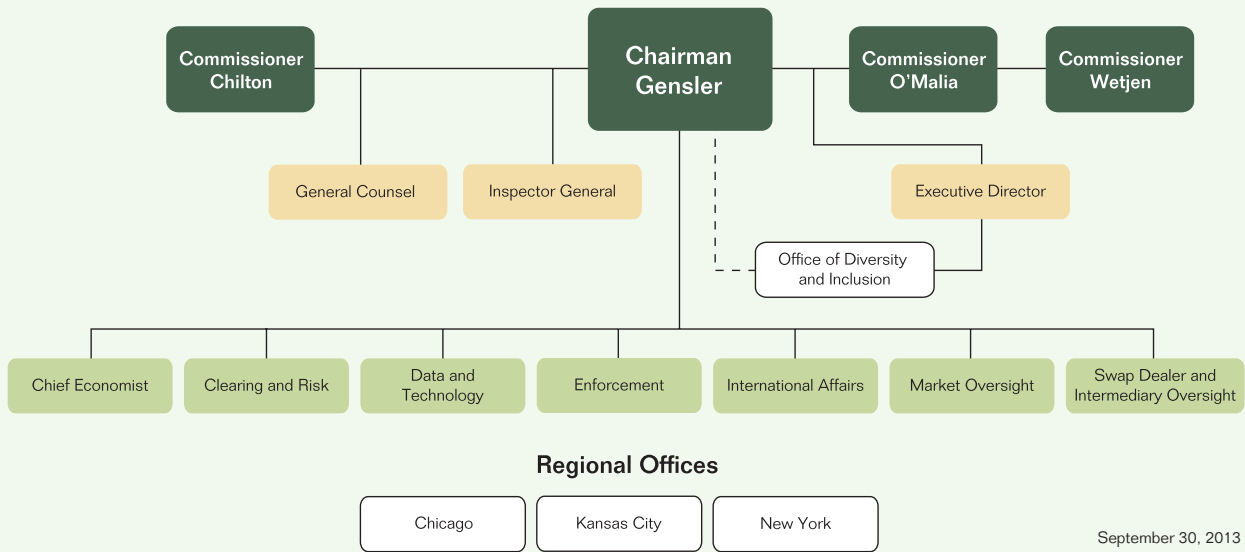 Commissioner
Chilton
Chairman
Gensler
Commissioner
O’Malia
Commissioner
Wetjen
General Counsel
Inspector General
Executive Director
Office of Diversity
and Inclusion
Chief Economist
Clearing and Risk
Data and
Technology
Enforcement
International Affairs
Market Oversight
Swap Dealer and
Intermediary Oversight
Regional Offices
Chicago
Kansas City
New York
September 30, 2013